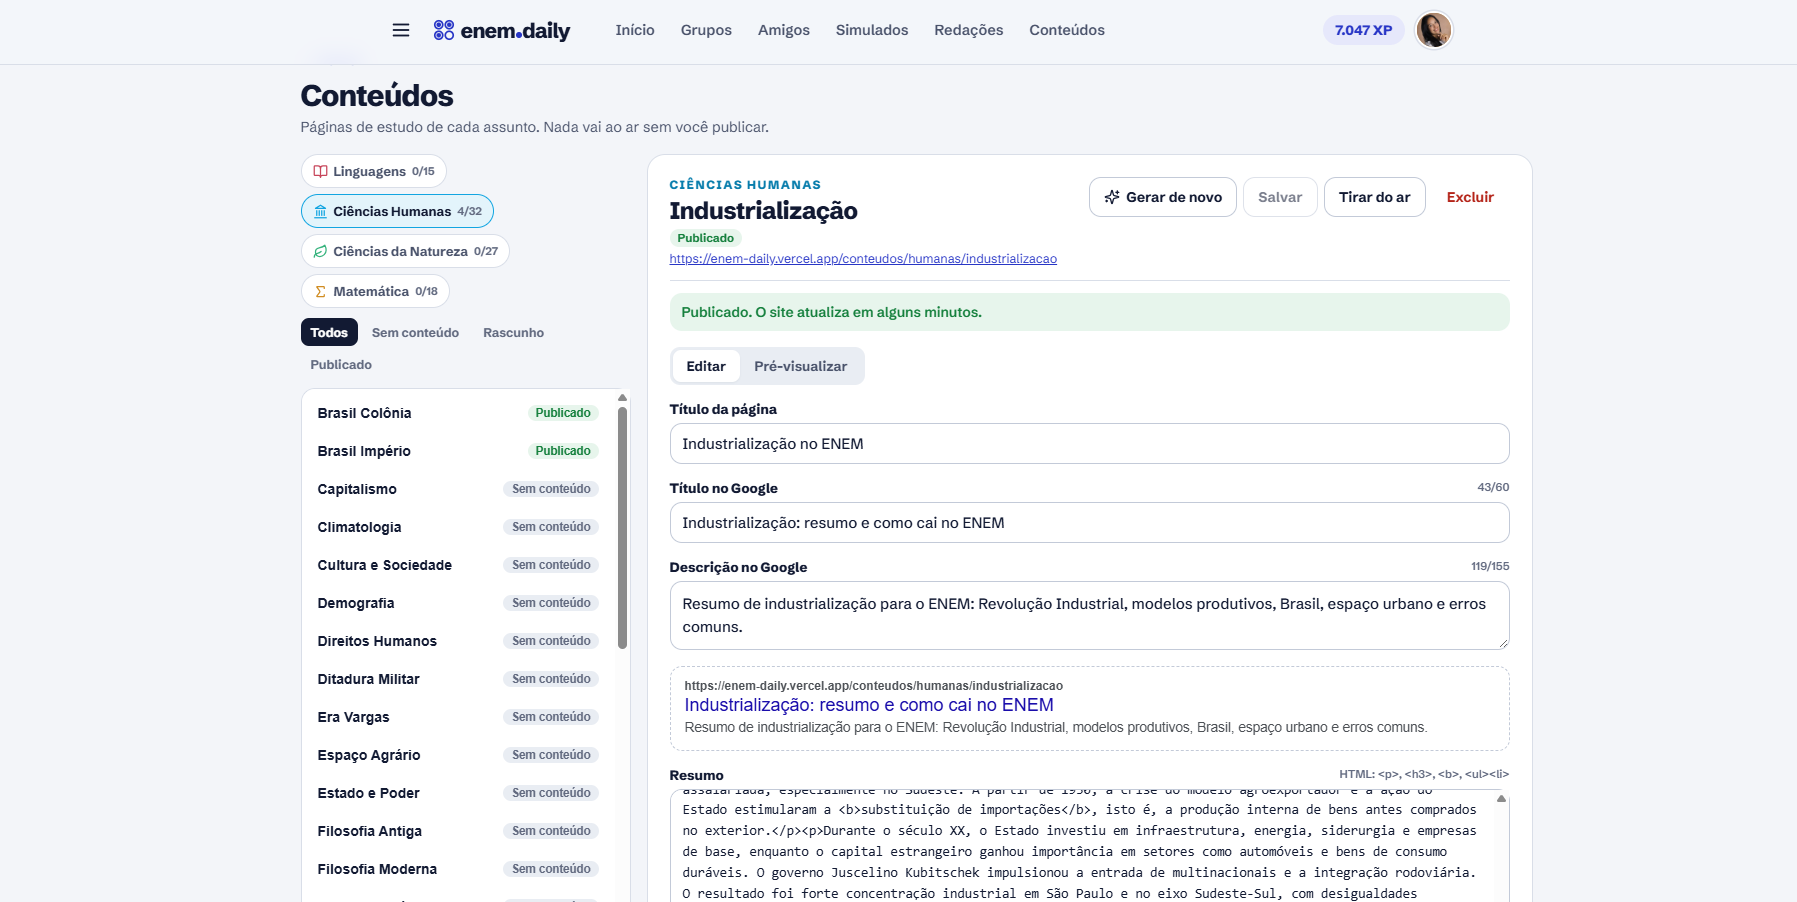 enem.daily
Início
Grupos
Amigos
Simulados
Redações
Conteúdos
7.047 XP
Conteúdos
Páginas de estudo de cada assunto. Nada vai ao ar sem você publicar.
Linguagens 0/15
Ciências Humanas 4/32
Ciências da Natureza 0/27
Matemática 0/18
Todos
Sem conteúdo
Rascunho
Publicado
Brasil Colônia Publicado
Brasil Império Publicado
Capitalismo Sem conteúdo
Climatologia Sem conteúdo
Cultura e Sociedade Sem conteúdo
Demografia Sem conteúdo
Direitos Humanos Sem conteúdo
Ditadura Militar Sem conteúdo
Era Vargas Sem conteúdo
Espaço Agrário Sem conteúdo
Estado e Poder Sem conteúdo
Filosofia Antiga Sem conteúdo
Filosofia Moderna Sem conteúdo
CIÊNCIAS HUMANAS
Industrialização
Publicado
https://enem-daily.vercel.app/conteudos/humanas/industrializacao
Gerar de novo
Salvar
Tirar do ar
Excluir
Publicado. O site atualiza em alguns minutos.
Editar
Pré-visualizar
Título da página
Industrialização no ENEM
Título no Google 43/60
Industrialização: resumo e como cai no ENEM
Descrição no Google 119/155
Resumo de industrialização para o ENEM: Revolução Industrial, modelos produtivos, Brasil, espaço urbano e erros
comuns.
https://enem-daily.vercel.app/conteudos/humanas/industrializacao
Industrialização: resumo e como cai no ENEM
Resumo de industrialização para o ENEM: Revolução Industrial, modelos produtivos, Brasil, espaço urbano e erros comuns.
Resumo HTML: <p>, <h3>, <b>, <ul><li>
assalariada, especialmente no Sudeste. A partir de 1930, a crise do modelo agroexportador e a ação do
Estado estimularam a <b>substituição de importações</b>, isto é, a produção interna de bens antes comprados
no exterior.</p><p>Durante o século XX, o Estado investiu em infraestrutura, energia, siderurgia e empresas
de base, enquanto o capital estrangeiro ganhou importância em setores como automóveis e bens de consumo
duráveis. O governo Juscelino Kubitschek impulsionou a entrada de multinacionais e a integração rodoviária.
O resultado foi forte concentração industrial em São Paulo e no eixo Sudeste-Sul, com desigualdades